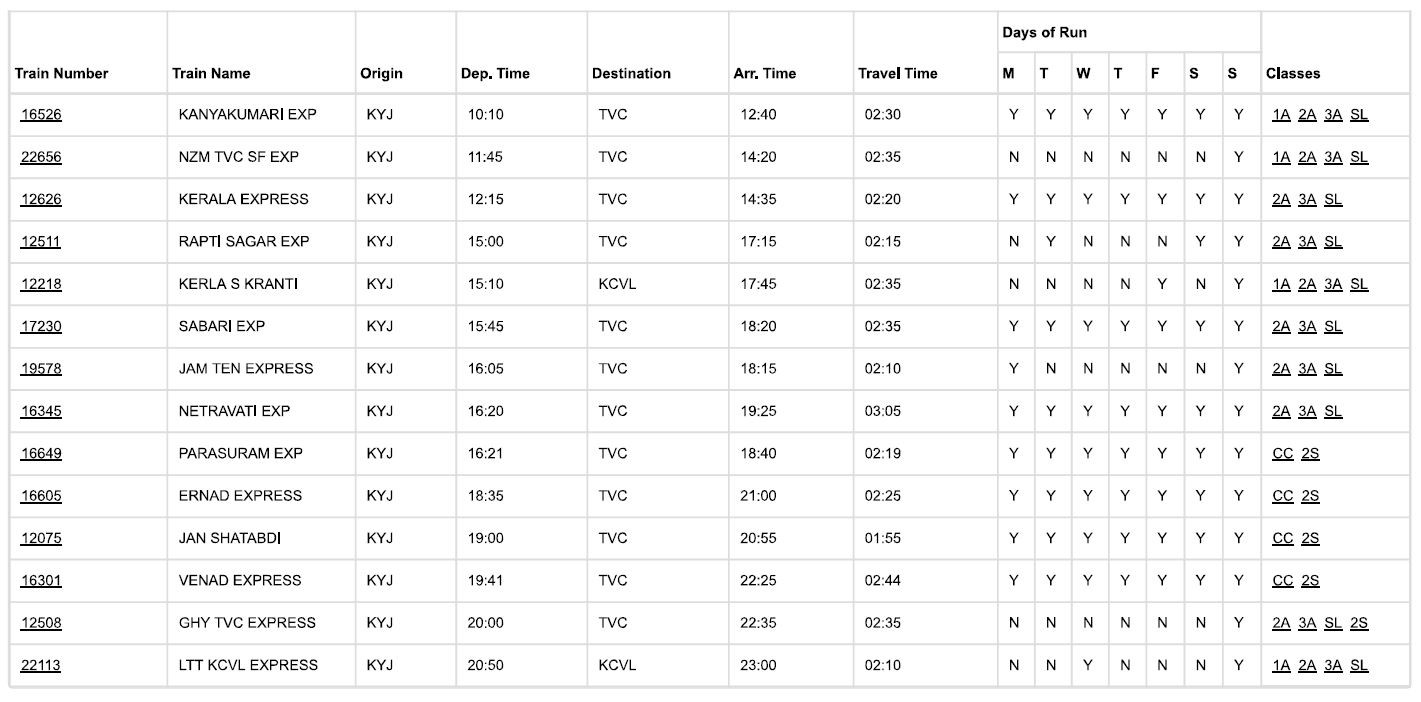 Days of Run
Train Number Train Name Origin Dep. Time Destination Arr. Time Travel Time M T W T F S S Classes
16526 KANYAKUMARI EXP KYJ 10:10 TVC 12:40 02:30 Y Y Y Y Y Y Y 1A 2A 3A SL
22656 NZM TVC SF EXP KYJ 11:45 TVC 14:20 02:35 N N N N N N Y 1A 2A 3A SL
12626 KERALA EXPRESS KYJ 12:15 TVC 14:35 02:20 Y Y Y Y Y Y Y 2A 3A SL
12511 RAPTI SAGAR EXP KYJ 15:00 TVC 17:15 02:15 N Y N N N Y Y 2A 3A SL
12218 KERLA S KRANTI KYJ 15:10 KCVL 17:45 02:35 N N N N Y N Y 1A 2A 3A SL
17230 SABARI EXP KYJ 15:45 TVC 18:20 02:35 Y Y Y Y Y Y Y 2A 3A SL
19578 JAM TEN EXPRESS KYJ 16:05 TVC 18:15 02:10 Y N N N N N Y 2A 3A SL
16345 NETRAVATI EXP KYJ 16:20 TVC 19:25 03:05 Y Y Y Y Y Y Y 2A 3A SL
16649 PARASURAM EXP KYJ 16:21 TVC 18:40 02:19 Y Y Y Y Y Y Y CC 2S
16605 ERNAD EXPRESS KYJ 18:35 TVC 21:00 02:25 Y Y Y Y Y Y Y CC 2S
12075 JAN SHATABDI KYJ 19:00 TVC 20:55 01:55 Y Y Y Y Y Y Y CC 2S
16301 VENAD EXPRESS KYJ 19:41 TVC 22:25 02:44 Y Y Y Y Y Y Y CC 2S
12508 GHY TVC EXPRESS KYJ 20:00 TVC 22:35 02:35 N N N N N N Y 2A 3A SL 2S
22113 LTT KCVL EXPRESS KYJ 20:50 KCVL 23:00 02:10 N N Y N N N Y 1A 2A 3A SL